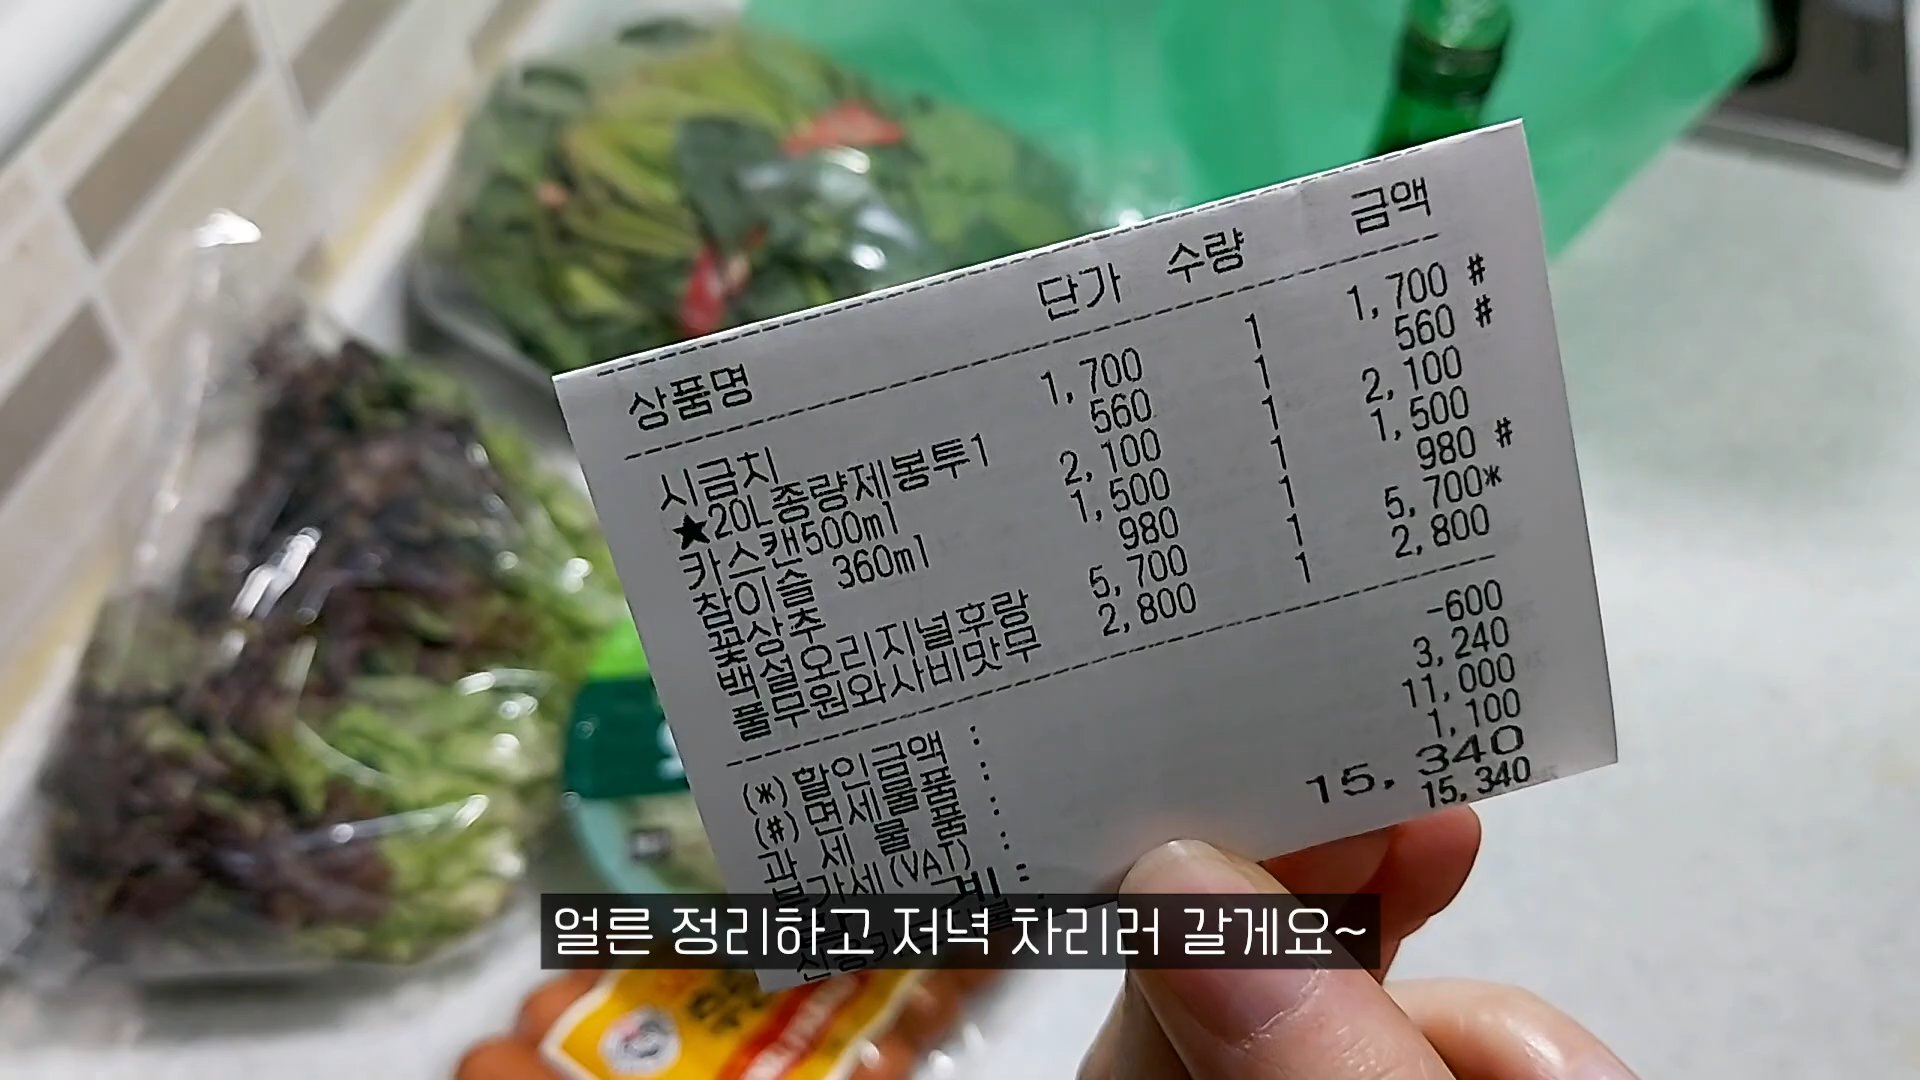 상품명 단가 수량 금액
시금치 1,700 1 1,700 #
★20L종량제봉투1 560 1 560 #
카스캔500ml 2,100 1 2,100
참이슬 360ml 1,500 1 1,500
꽃상추 980 1 980 #
백설오리지널후랑 5,700 1 5,700*
풀무원와사비맛무 2,800 1 2,800
(*)할인금액 : -600
(#)면세물품 : 3,240
과 세 물 품 : 11,000
부가세(VAT) : 1,100
계 : 15,340
15,340
얼른 정리하고 저녁 차리러 갈게요~